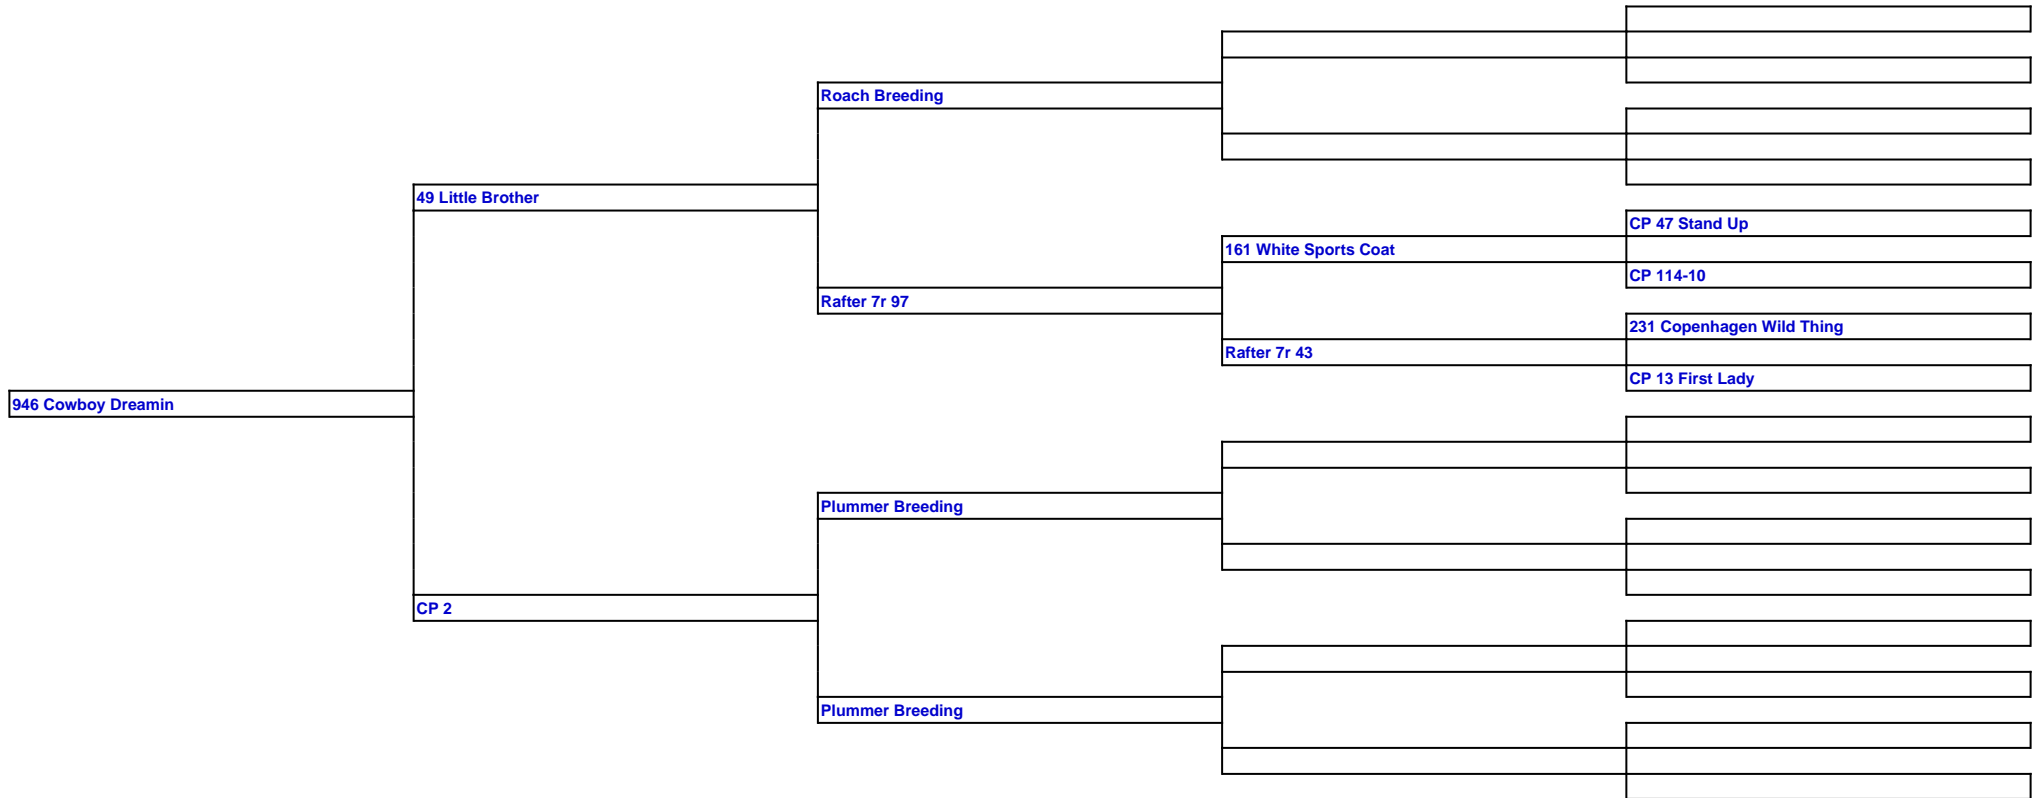 Roach Breeding
49 Little Brother
CP 47 Stand Up
161 White Sports Coat
CP 114-10
Rafter 7r 97
231 Copenhagen Wild Thing
Rafter 7r 43
CP 13 First Lady
946 Cowboy Dreamin
Plummer Breeding
CP 2
Plummer Breeding